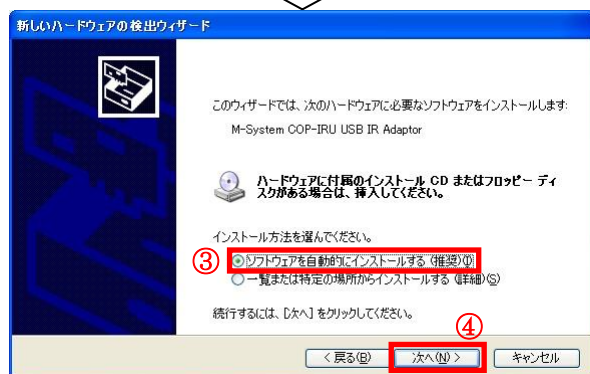 新しいハードウェアの検出ウィザード
このウィザードでは、次のハードウェアに必要なソフトウェアをインストールします:
M-System COP-IRU USB IR Adaptor
ハードウェアに付属のインストール CD またはフロッピー ディ
スクがある場合は、挿入してください。
インストール方法を選んでください。
③ ソフトウェアを自動的にインストールする (推奨)(I)
一覧または特定の場所からインストールする (詳細)(S)
続行するには、[次へ] をクリックしてください。
④
< 戻る(B) 次へ(N) > キャンセル